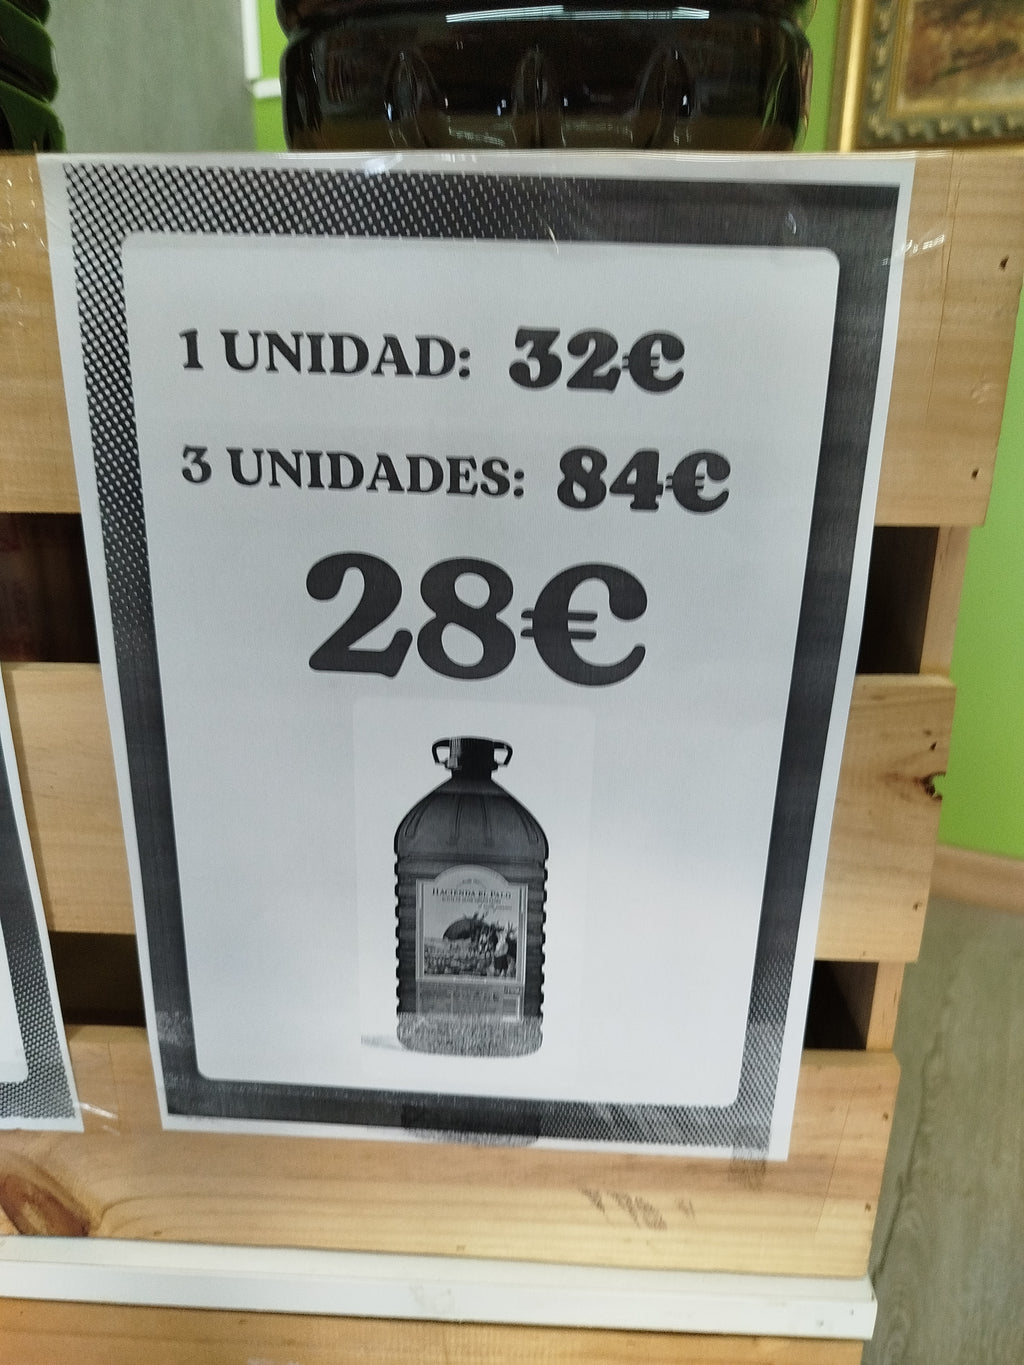 1 UNIDAD: 32€
3 UNIDADES: 84€
28€
HACIENDA EL PALO